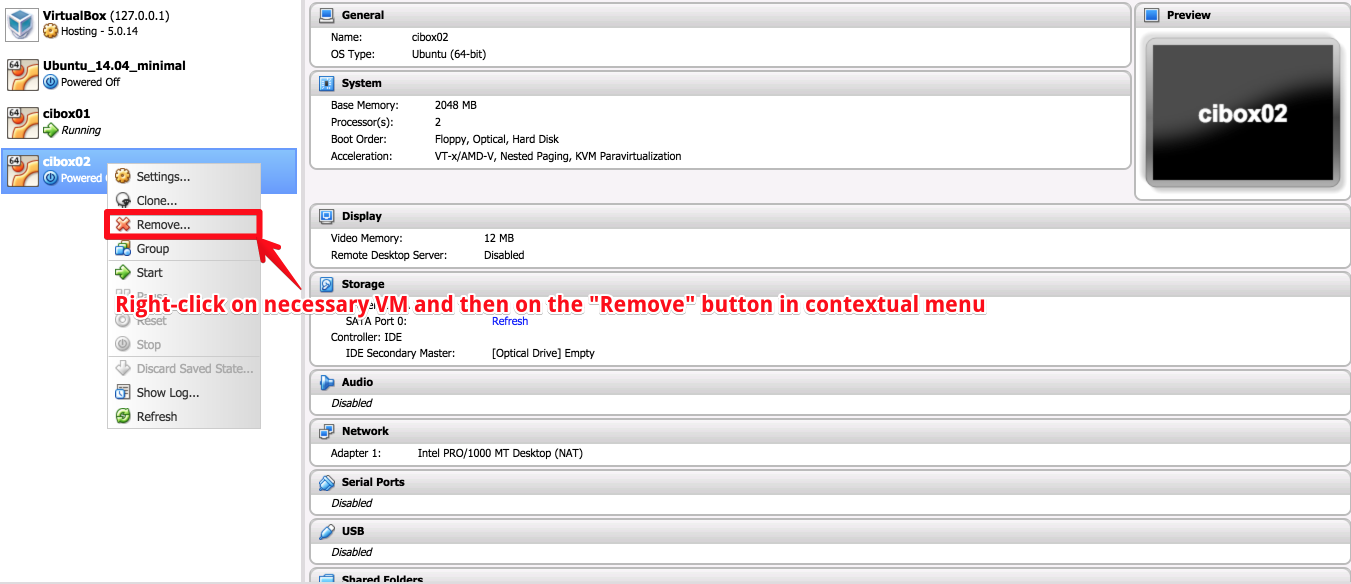 VirtualBox (127.0.0.1)
Hosting - 5.0.14
64
Ubuntu_14.04_minimal
Powered Off
64
cibox01
Running
64
cibox02
Powered
Settings...
Clone...
Remove...
Group
Start
Reset
Stop
Discard Saved State...
Show Log...
Refresh
Right-click on necessary VM and then on the "Remove" button in contextual menu
General
Name: cibox02
OS Type: Ubuntu (64-bit)
System
Base Memory: 2048 MB
Processor(s): 2
Boot Order: Floppy, Optical, Hard Disk
Acceleration: VT-x/AMD-V, Nested Paging, KVM Paravirtualization
Preview
cibox02
Display
Video Memory: 12 MB
Remote Desktop Server: Disabled
Storage
SATA Port 0: Refresh
Controller: IDE
IDE Secondary Master: [Optical Drive] Empty
Audio
Disabled
Network
Adapter 1: Intel PRO/1000 MT Desktop (NAT)
Serial Ports
Disabled
USB
Disabled
Shared Folders